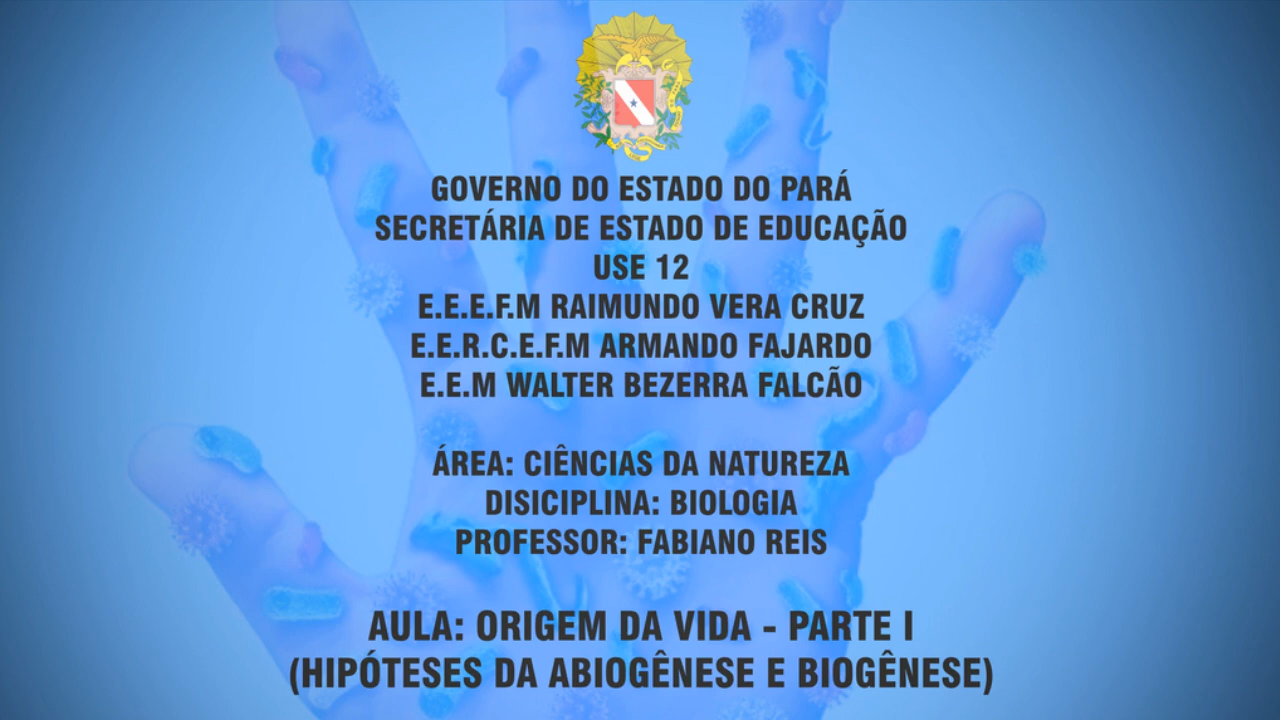 GOVERNO DO ESTADO DO PARÁ
SECRETÁRIA DE ESTADO DE EDUCAÇÃO
USE 12
E.E.E.F.M RAIMUNDO VERA CRUZ
E.E.R.C.E.F.M ARMANDO FAJARDO
E.E.M WALTER BEZERRA FALCÃO
ÁREA: CIÊNCIAS DA NATUREZA
DISICIPLINA: BIOLOGIA
PROFESSOR: FABIANO REIS
AULA: ORIGEM DA VIDA - PARTE I
(HIPÓTESES DA ABIOGÊNESE E BIOGÊNESE)